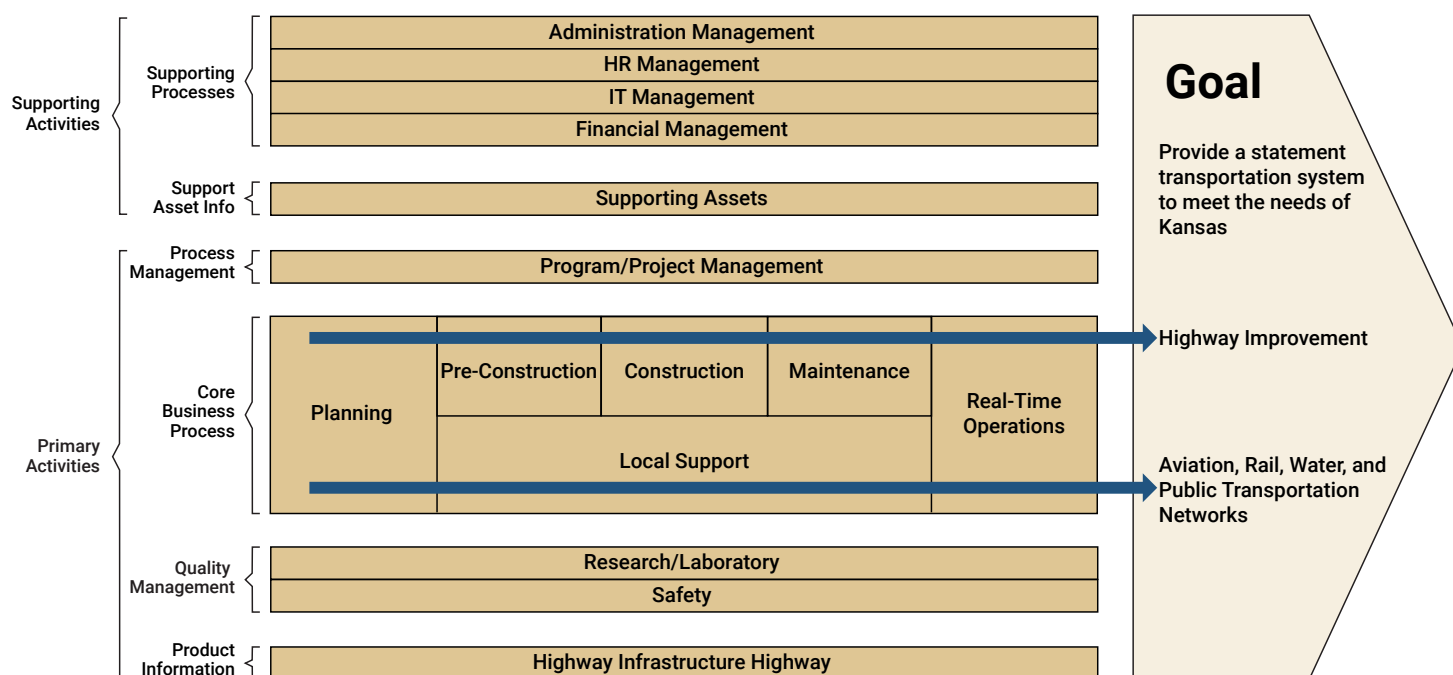 Supporting
Activities
Supporting
Processes
Administration Management
HR Management
IT Management
Financial Management
Support
Asset Info
Supporting Assets
Primary
Activities
Process
Management
Program/Project Management
Core
Business
Process
Planning
Pre-Construction
Construction
Maintenance
Local Support
Real-Time
Operations
Quality
Management
Research/Laboratory
Safety
Product
Information
Highway Infrastructure Highway
Goal
Provide a statement
transportation system
to meet the needs of
Kansas
Highway Improvement
Aviation, Rail, Water, and
Public Transportation
Networks